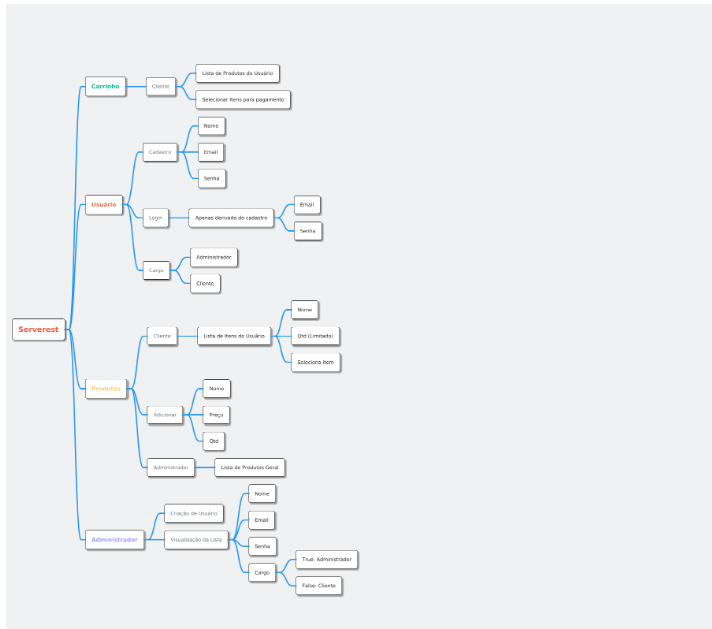 Serverest
Carrinho
Cliente
Lista de Produtos do Usuário
Selecionar Itens para pagamento
Usuário
Cadastro
Nome
Email
Senha
Login
Apenas derivado do cadastro
Email
Senha
Cargo
Administrador
Cliente
Produtos
Cliente
Lista de Itens do Usuário
Nome
Qtd (Limitado)
Seleciona Item
Adicionar
Nome
Preço
Qtd
Administrador
Lista de Produtos Geral
Administrador
Criação de Usuário
Visualização da Lista
Nome
Email
Senha
Cargo
True: Administrador
False: Cliente